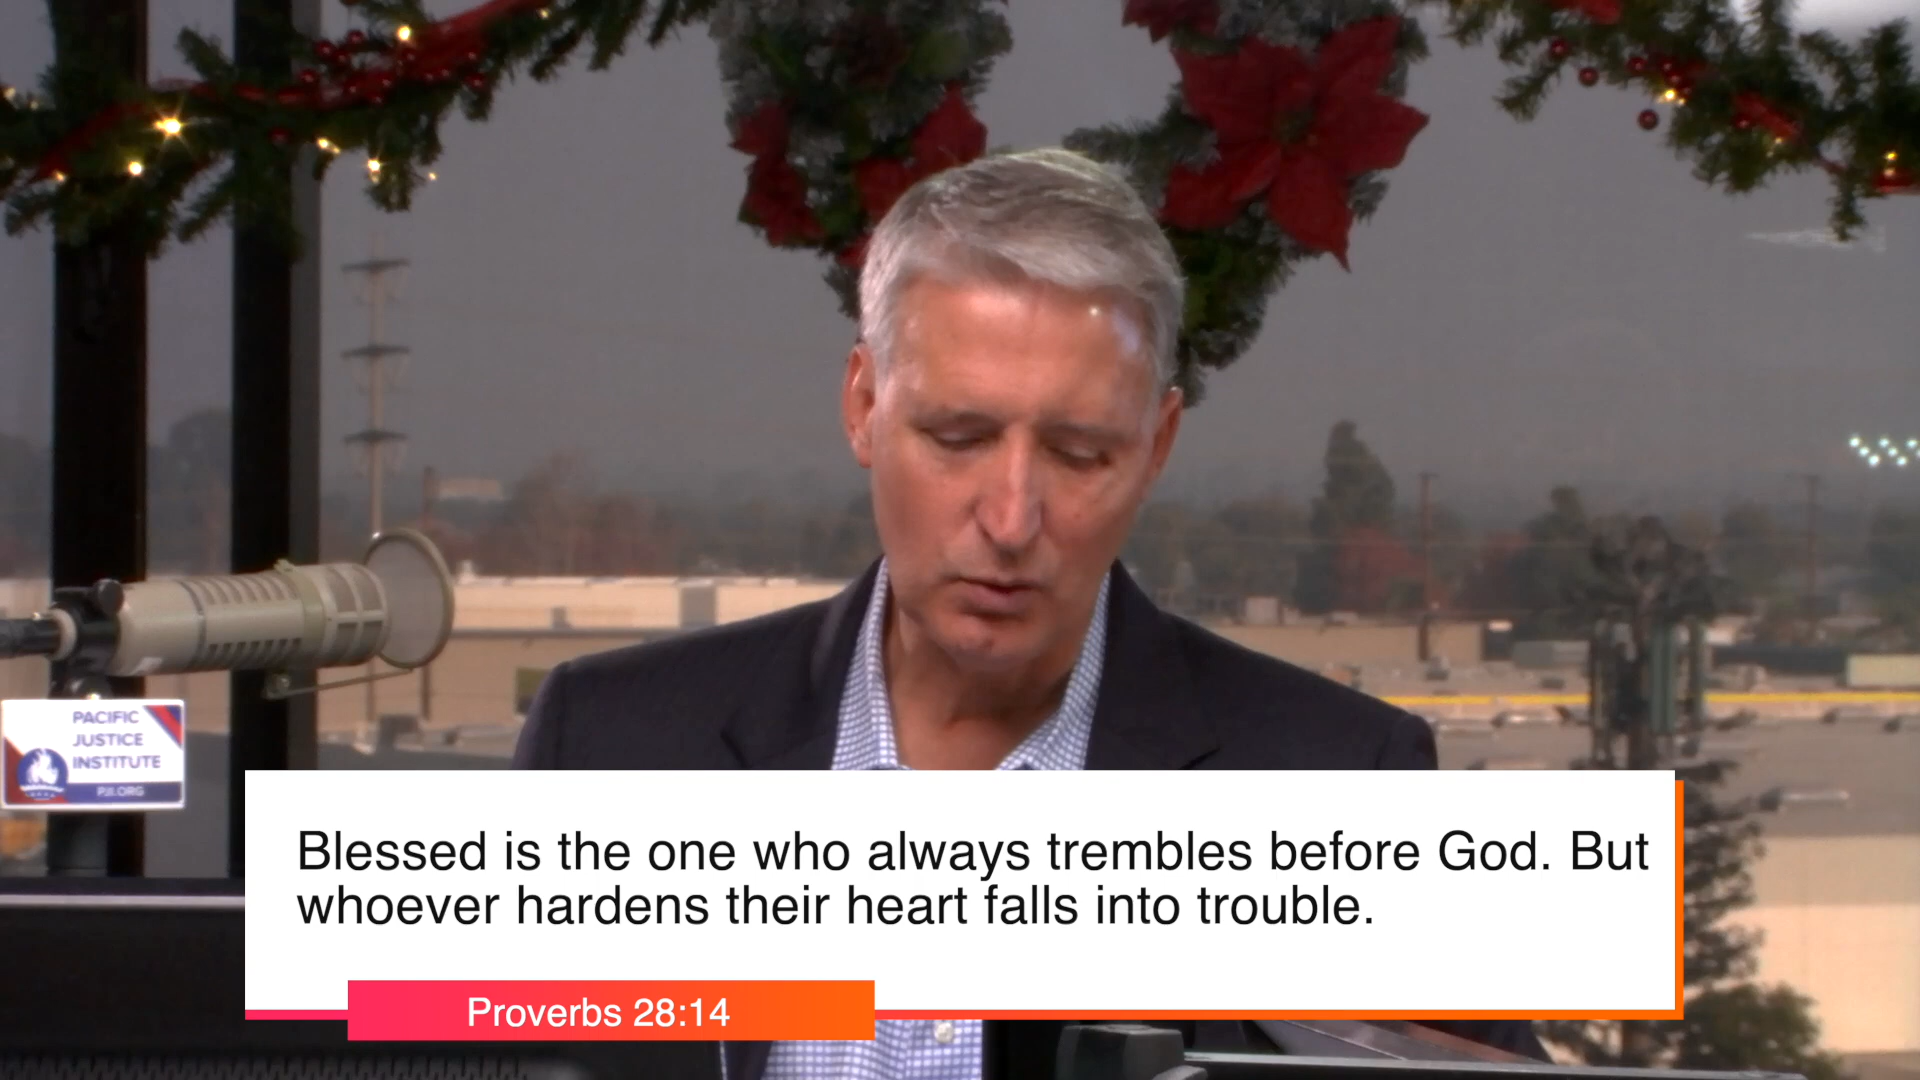 PACIFIC
JUSTICE
INSTITUTE
PJI.ORG
Blessed is the one who always trembles before God. But
whoever hardens their heart falls into trouble.
Proverbs 28:14